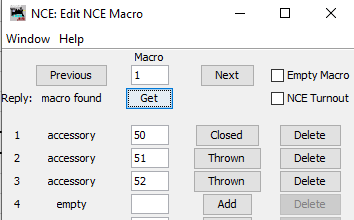 NCE: Edit NCE Macro
Window Help
Macro
Previous 1 Next Empty Macro
Reply: macro found Get NCE Turnout
1 accessory 50 Closed Delete
2 accessory 51 Thrown Delete
3 accessory 52 Thrown Delete
4 empty Add Delete